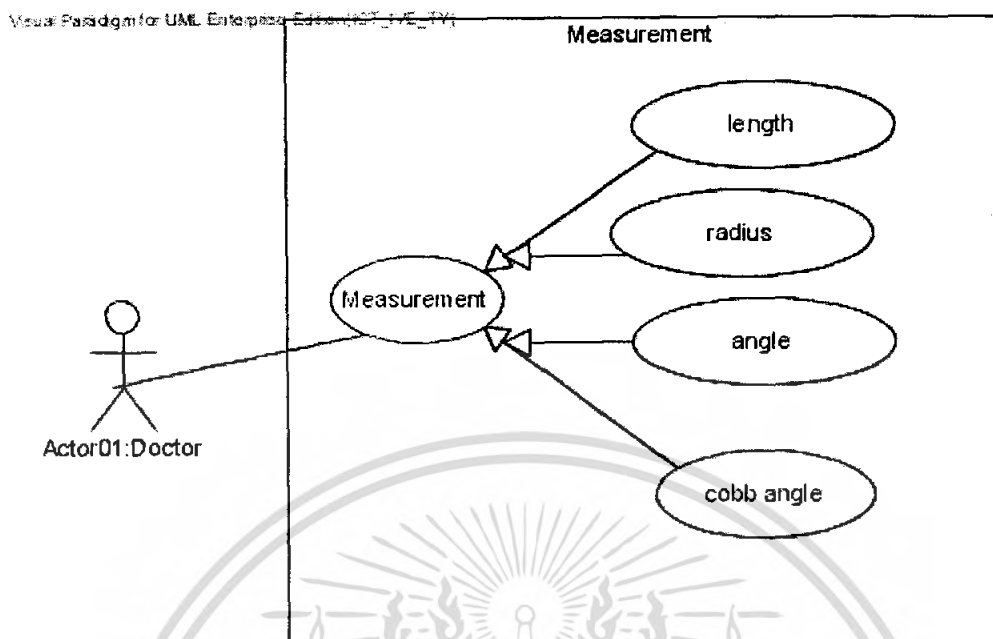 Visual Paradigm for UML Enterprise Edition
Measurement
length
radius
Measurement
angle
Actor01:Doctor
cobb angle